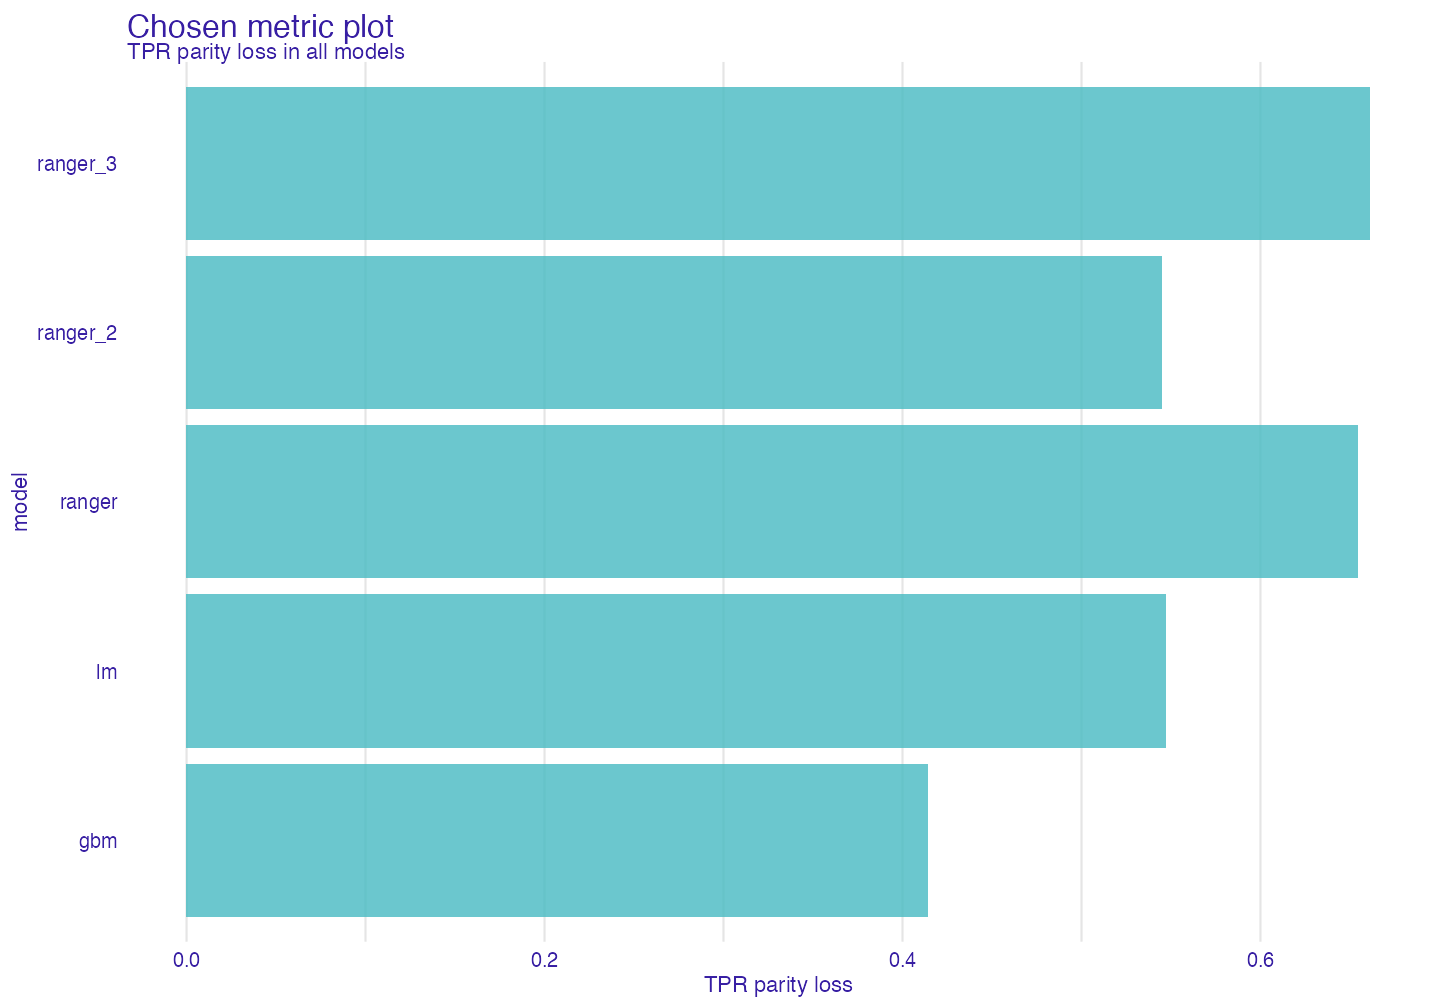 Chosen metric plot
TPR parity loss in all models
ranger_3
ranger_2
ranger
lm
gbm
model
0.0 0.2 0.4 0.6
TPR parity loss